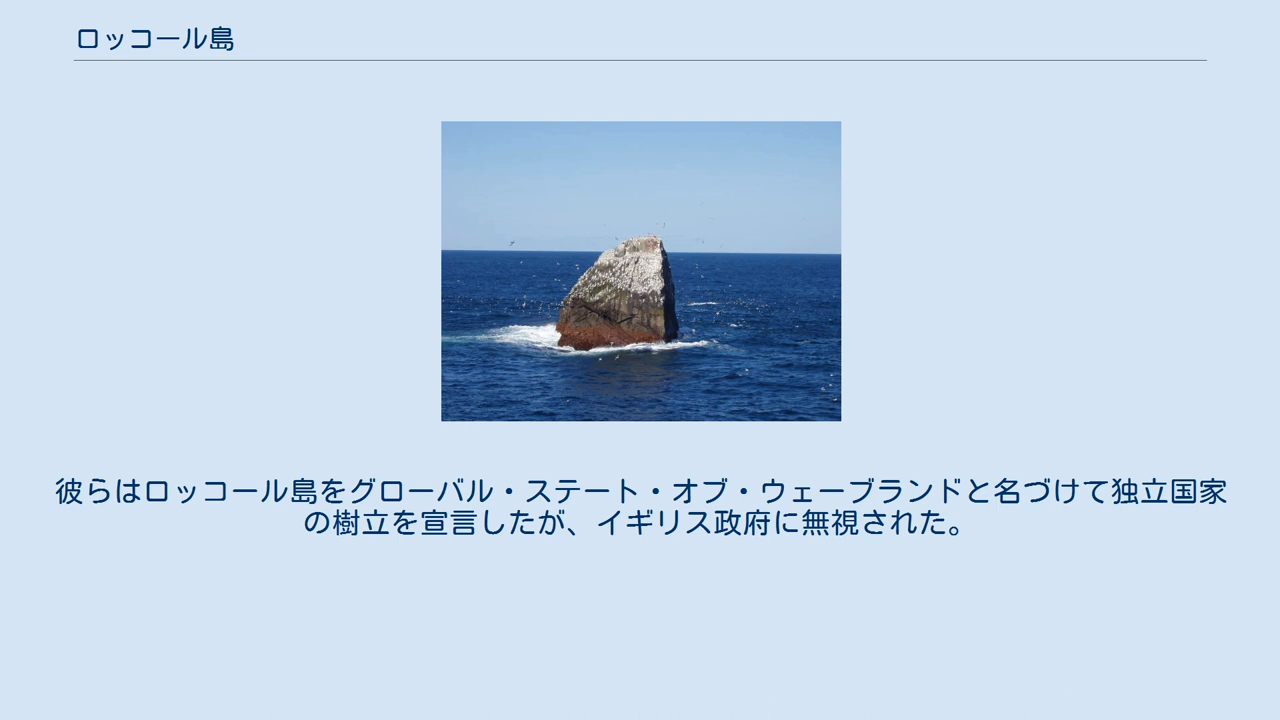 ロッコール島
彼らはロッコール島をグローバル・ステート・オブ・ウェーブランドと名づけて独立国家
の樹立を宣言したが、イギリス政府に無視された。